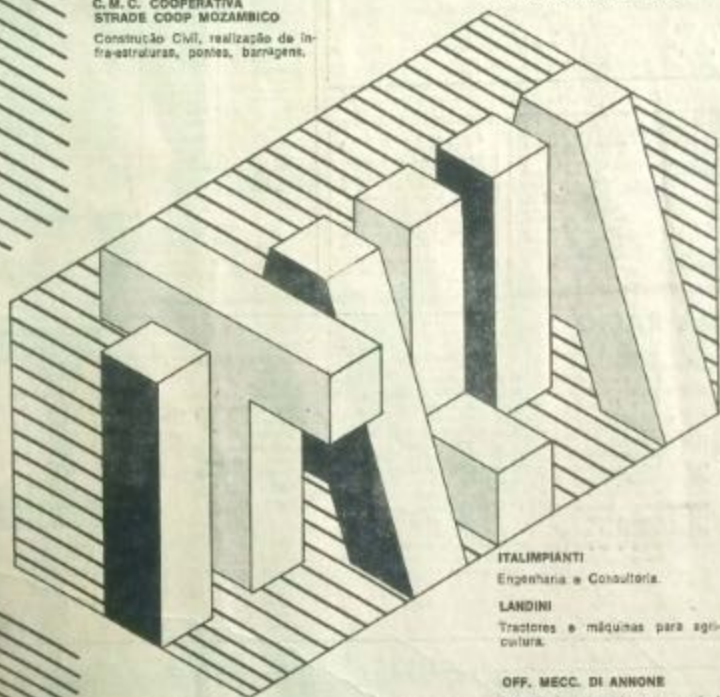 C. M. C. COOPERATIVA
STRADE COOP MOZAMBICO
Construção Civil, realização de in-
fra-estruturas, pontes, barragens.
ITALIA
ITALIMPIANTI
Engenharia e Consultoria.
LANDINI
Tractores e máquinas para agri-
cultura.
OFF. MECC. DI ANNONE